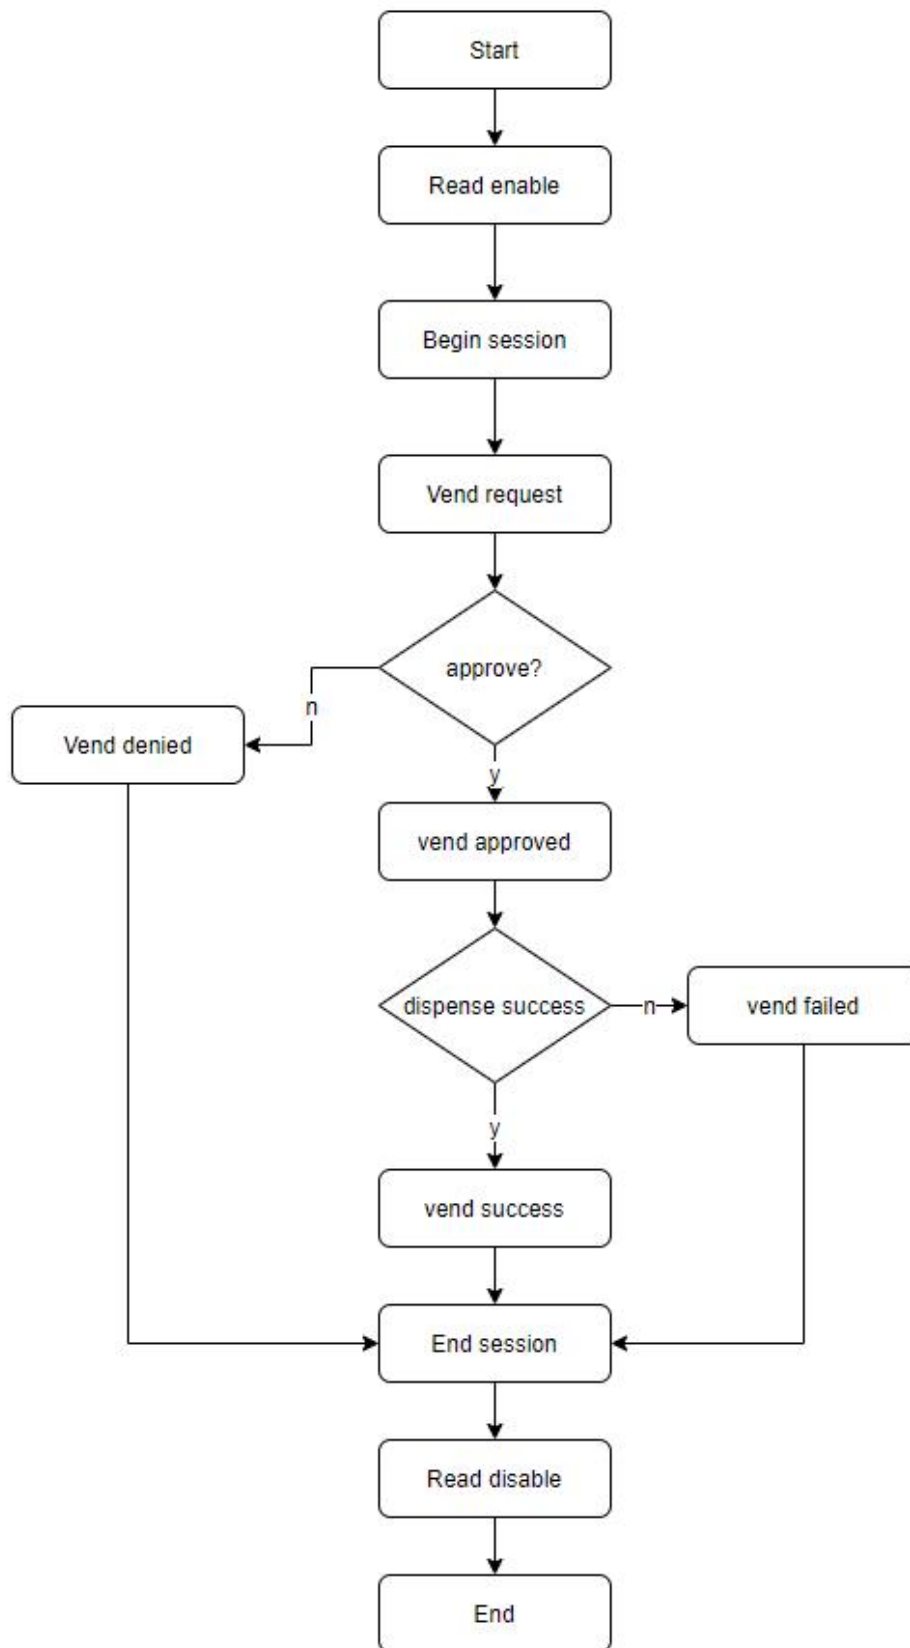 Start
Read enable
Begin session
Vend request
approve?
n
Vend denied
y
vend approved
dispense success
n
vend failed
y
vend success
End session
Read disable
End